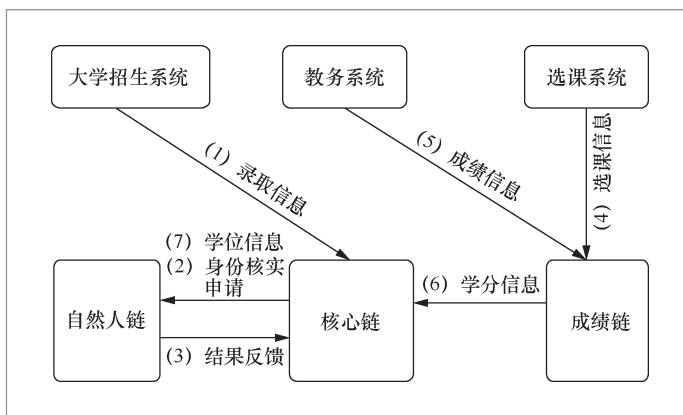 大学招生系统
教务系统
选课系统
(1) 录取信息
(5) 成绩信息
(4) 选课信息
(7) 学位信息
(2) 身份核实
申请
(6) 学分信息
自然人链
核心链
成绩链
(3) 结果反馈